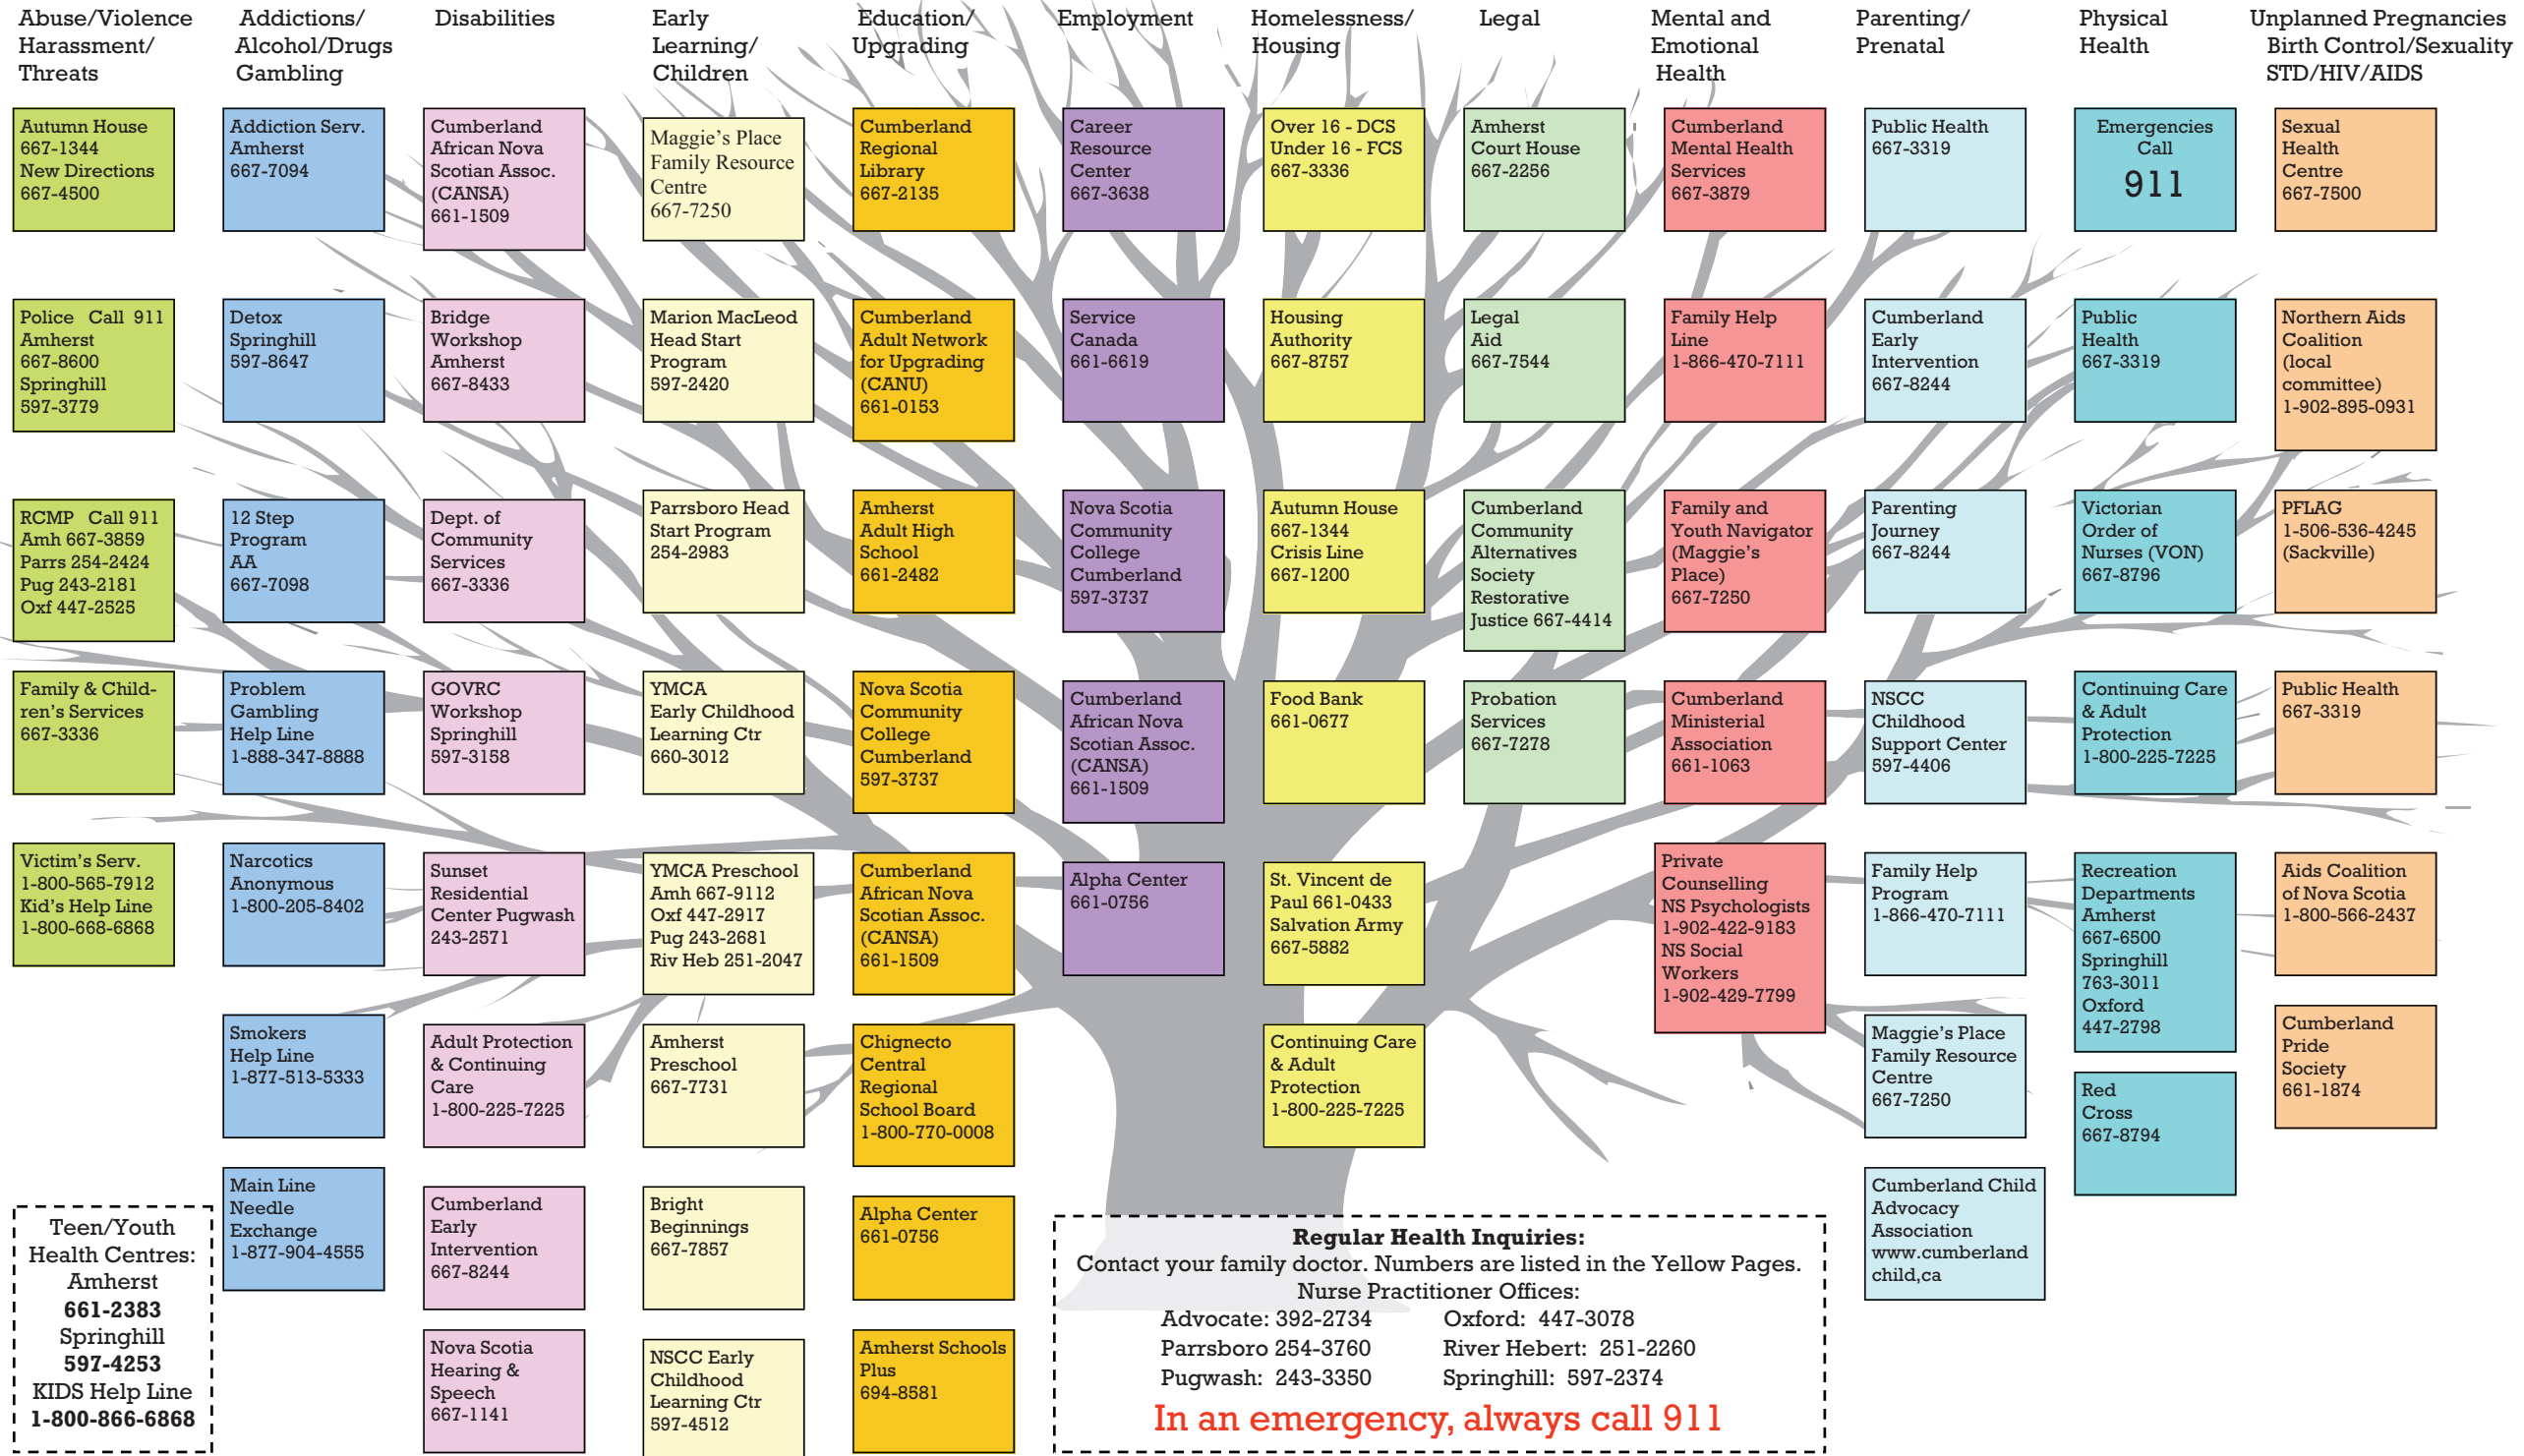 Abuse/Violence
Harassment/
Threats
Autumn House
667-1344
New Directions
667-4500
Police Call 911
Amherst
667-8600
Springhill
597-3779
RCMP Call 911
Amh 667-3859
Parrs 254-2424
Pug 243-2181
Oxf 447-2525
Family & Child-
ren's Services
667-3336
Victim's Serv.
1-800-565-7912
Kid's Help Line
1-800-668-6868
Teen/Youth
Health Centres:
Amherst
661-2383
Springhill
597-4253
KIDS Help Line
1-800-866-6868
Addictions/
Alcohol/Drugs
Gambling
Addiction Serv.
Amherst
667-7094
Detox
Springhill
597-8647
12 Step
Program
AA
667-7098
Problem
Gambling
Help Line
1-888-347-8888
Narcotics
Anonymous
1-800-205-8402
Smokers
Help Line
1-877-513-5333
Main Line
Needle
Exchange
1-877-904-4555
Disabilities
Cumberland
African Nova
Scotian Assoc.
(CANSA)
661-1509
Bridge
Workshop
Amherst
667-8433
Dept. of
Community
Services
667-3336
GOVRC
Workshop
Springhill
597-3158
Sunset
Residential
Center Pugwash
243-2571
Adult Protection
& Continuing
Care
1-800-225-7225
Cumberland
Early
Intervention
667-8244
Nova Scotia
Hearing &
Speech
667-1141
Early
Learning/
Children
Maggie's Place
Family Resource
Centre
667-7250
Marion MacLeod
Head Start
Program
597-2420
Parrsboro Head
Start Program
254-2983
YMCA
Early Childhood
Learning Ctr
660-3012
YMCA Preschool
Amh 667-9112
Oxf 447-2917
Pug 243-2681
Riv Heb 251-2047
Amherst
Preschool
667-7731
Bright
Beginnings
667-7857
NSCC Early
Childhood
Learning Ctr
597-4512
Education/
Upgrading
Cumberland
Regional
Library
667-2135
Cumberland
Adult Network
for Upgrading
(CANU)
661-0153
Amherst
Adult High
School
661-2482
Nova Scotia
Community
College
Cumberland
597-3737
Cumberland
African Nova
Scotian Assoc.
(CANSA)
661-1509
Chignecto
Central
Regional
School Board
1-800-770-0008
Alpha Center
661-0756
Amherst Schools
Plus
694-8581
Employment
Career
Resource
Center
667-3638
Service
Canada
661-6619
Nova Scotia
Community
College
Cumberland
597-3737
Cumberland
African Nova
Scotian Assoc.
(CANSA)
661-1509
Alpha Center
661-0756
Homelessness/
Housing
Over 16 - DCS
Under 16 - FCS
667-3336
Housing
Authority
667-8757
Autumn House
667-1344
Crisis Line
667-1200
Food Bank
661-0677
St. Vincent de
Paul 661-0433
Salvation Army
667-5882
Continuing Care
& Adult
Protection
1-800-225-7225
Legal
Amherst
Court House
667-2256
Legal
Aid
667-7544
Cumberland
Community
Alternatives
Society
Restorative
Justice 667-4414
Probation
Services
667-7278
Mental and
Emotional
Health
Cumberland
Mental Health
Services
667-3879
Family Help
Line
1-866-470-7111
Family and
Youth Navigator
(Maggie's
Place)
667-7250
Cumberland
Ministerial
Association
661-1063
Private
Counselling
NS Psychologists
1-902-422-9183
NS Social
Workers
1-902-429-7799
Parenting/
Prenatal
Public Health
667-3319
Cumberland
Early
Intervention
667-8244
Parenting
Journey
667-8244
NSCC
Childhood
Support Center
597-4406
Family Help
Program
1-866-470-7111
Maggie's Place
Family Resource
Centre
667-7250
Cumberland Child
Advocacy
Association
www.cumberland
child,ca
Physical
Health
Emergencies
Call
911
Public
Health
667-3319
Victorian
Order of
Nurses (VON)
667-8796
Continuing Care
& Adult
Protection
1-800-225-7225
Recreation
Departments
Amherst
667-6500
Springhill
763-3011
Oxford
447-2798
Red
Cross
667-8794
Unplanned Pregnancies
Birth Control/Sexuality
STD/HIV/AIDS
Sexual
Health
Centre
667-7500
Northern Aids
Coalition
(local
committee)
1-902-895-0931
PFLAG
1-506-536-4245
(Sackville)
Public Health
667-3319
Aids Coalition
of Nova Scotia
1-800-566-2437
Cumberland
Pride
Society
661-1874
Regular Health Inquiries:
Contact your family doctor. Numbers are listed in the Yellow Pages.
Nurse Practitioner Offices:
Advocate: 392-2734 Oxford: 447-3078
Parrsboro 254-3760 River Hebert: 251-2260
Pugwash: 243-3350 Springhill: 597-2374
In an emergency, always call 911